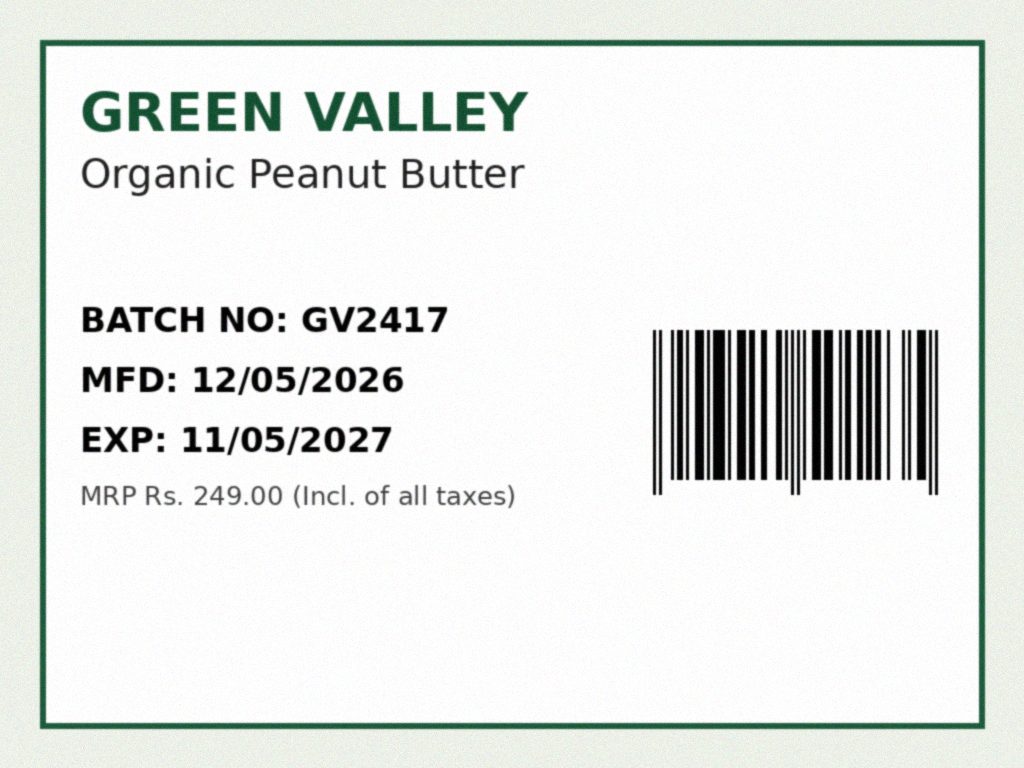 GREEN VALLEY
Organic Peanut Butter
BATCH NO: GV2417
MFD: 12/05/2026
EXP: 11/05/2027
MRP Rs. 249.00 (Incl. of all taxes)